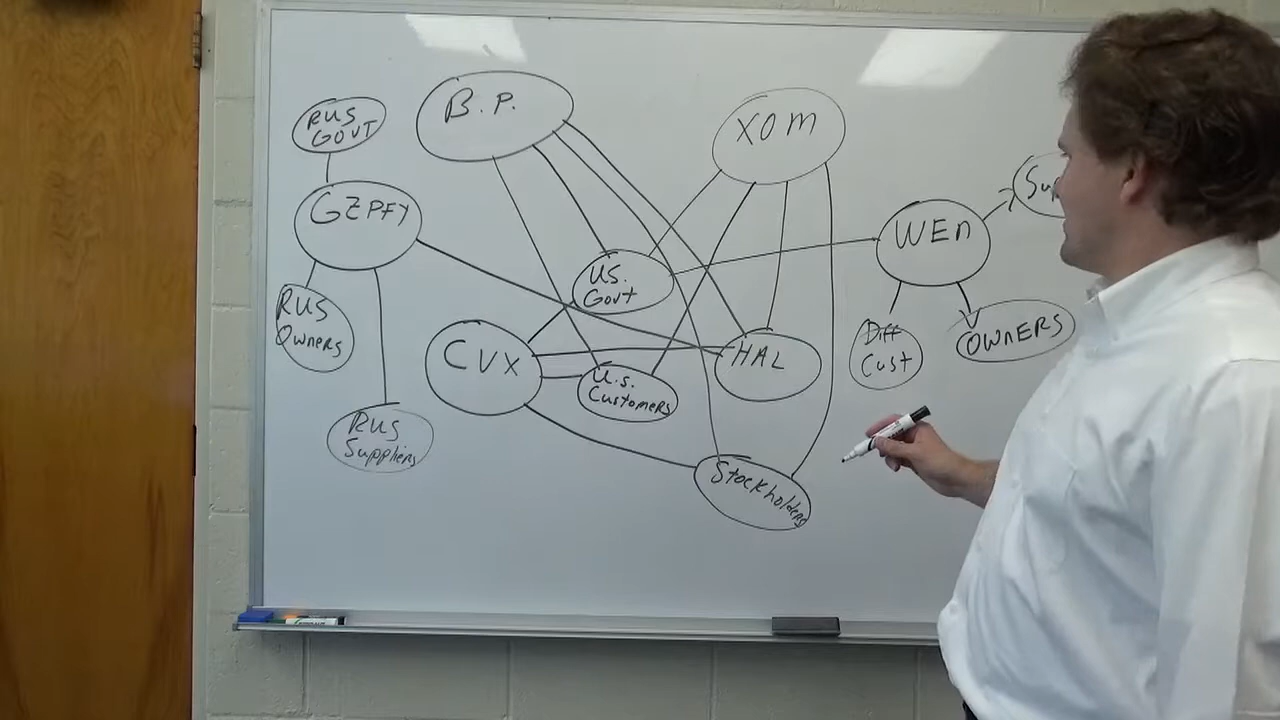 RUS
GOVT
B.P.
XOM
GZPFY
WEn
U.S.
Govt
RUS
OWNERS
CVX
HAL
Diff
Cust
OWNERS
U.S.
Customers
RUS
Suppliers
Stockholders